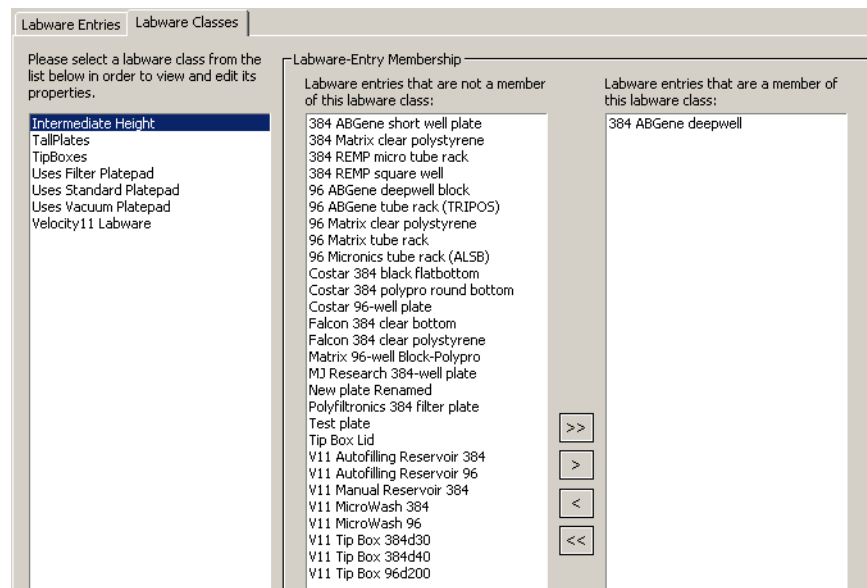 Labware Entries
Labware Classes
Please select a labware class from the
list below in order to view and edit its
properties.
Intermediate Height
TallPlates
TipBoxes
Uses Filter Platepad
Uses Standard Platepad
Uses Vacuum Platepad
Velocity11 Labware
Labware-Entry Membership
Labware entries that are not a member
of this labware class:
384 ABGene short well plate
384 Matrix clear polystyrene
384 REMP micro tube rack
384 REMP square well
96 ABGene deepwell block
96 ABGene tube rack (TRIPOS)
96 Matrix clear polystyrene
96 Matrix tube rack
96 Micronics tube rack (ALSB)
Costar 384 black flatbottom
Costar 384 polypro round bottom
Costar 96-well plate
Falcon 384 clear bottom
Falcon 384 clear polystyrene
Matrix 96-well Block-Polypro
MJ Research 384-well plate
New plate Renamed
Polyfiltronics 384 filter plate
Test plate
Tip Box Lid
V11 Autofilling Reservoir 384
V11 Autofilling Reservoir 96
V11 Manual Reservoir 384
V11 MicroWash 384
V11 MicroWash 96
V11 Tip Box 384d30
V11 Tip Box 384d40
V11 Tip Box 96d200
>>
>
<
<<
Labware entries that are a member of
this labware class:
384 ABGene deepwell